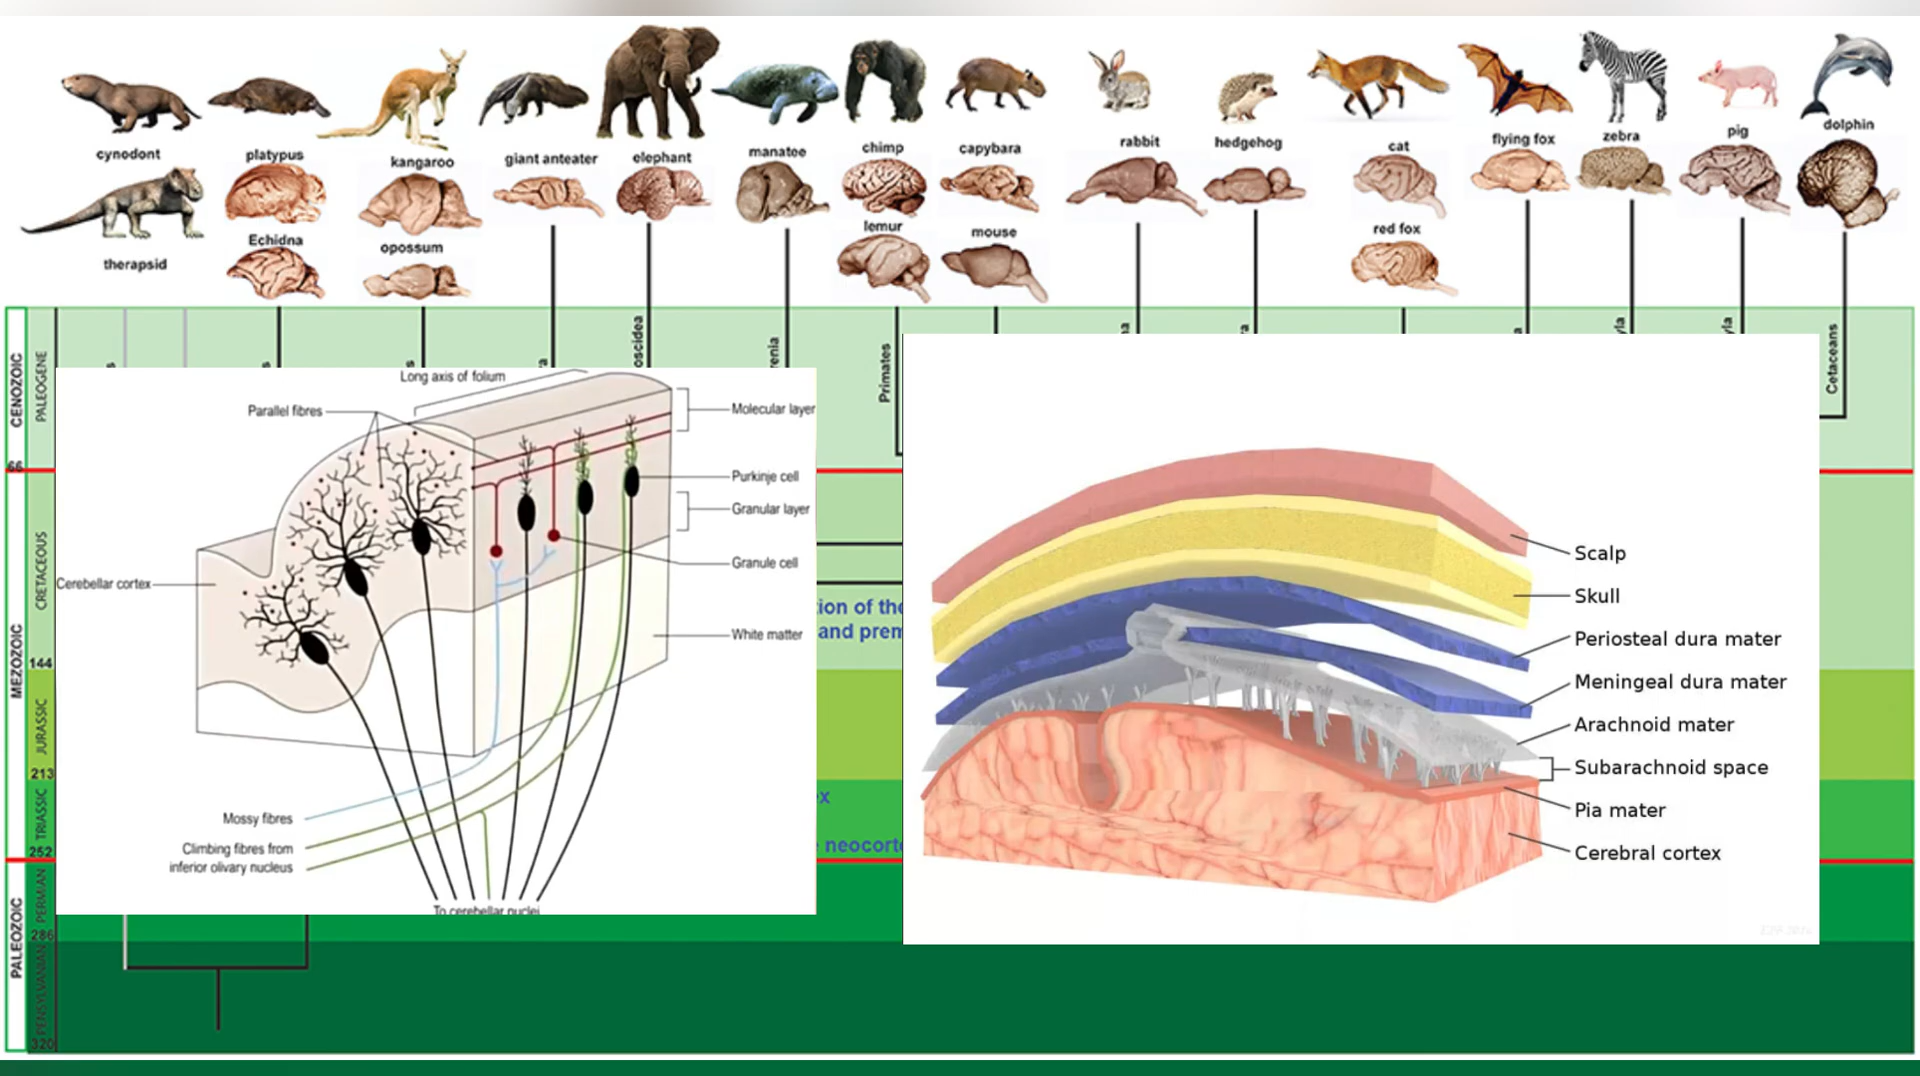 cynodont
therapsid
platypus
Echidna
kangaroo
opossum
giant anteater
elephant
manatee
chimp
lemur
capybara
mouse
rabbit
hedgehog
cat
red fox
flying fox
zebra
pig
dolphin
CENOZOIC
PALEOGENE
66
MEZOZOIC
CRETACEOUS
144
JURASSIC
213
TRIASSIC
252
PALEOZOIC
PERMIAN
286
PENSYLVANIAN
320
Primates
Cetaceans
tion of the
and prem
ex
neocort
Long axis of folium
Parallel fibres
Molecular layer
Purkinje cell
Granular layer
Granule cell
Cerebellar cortex
White matter
Mossy fibres
Climbing fibres from
inferior olivary nucleus
To cerebellar nuclei
Scalp
Skull
Periosteal dura mater
Meningeal dura mater
Arachnoid mater
Subarachnoid space
Pia mater
Cerebral cortex